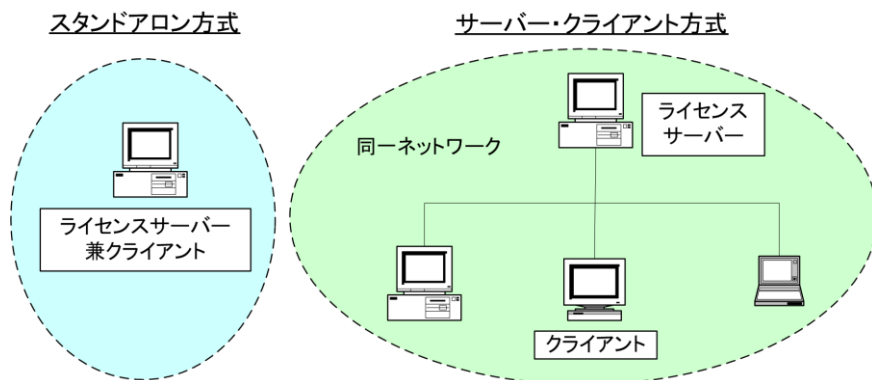 スタンドアロン方式
サーバー・クライアント方式
ライセンス
サーバー
同一ネットワーク
ライセンスサーバー
兼クライアント
クライアント